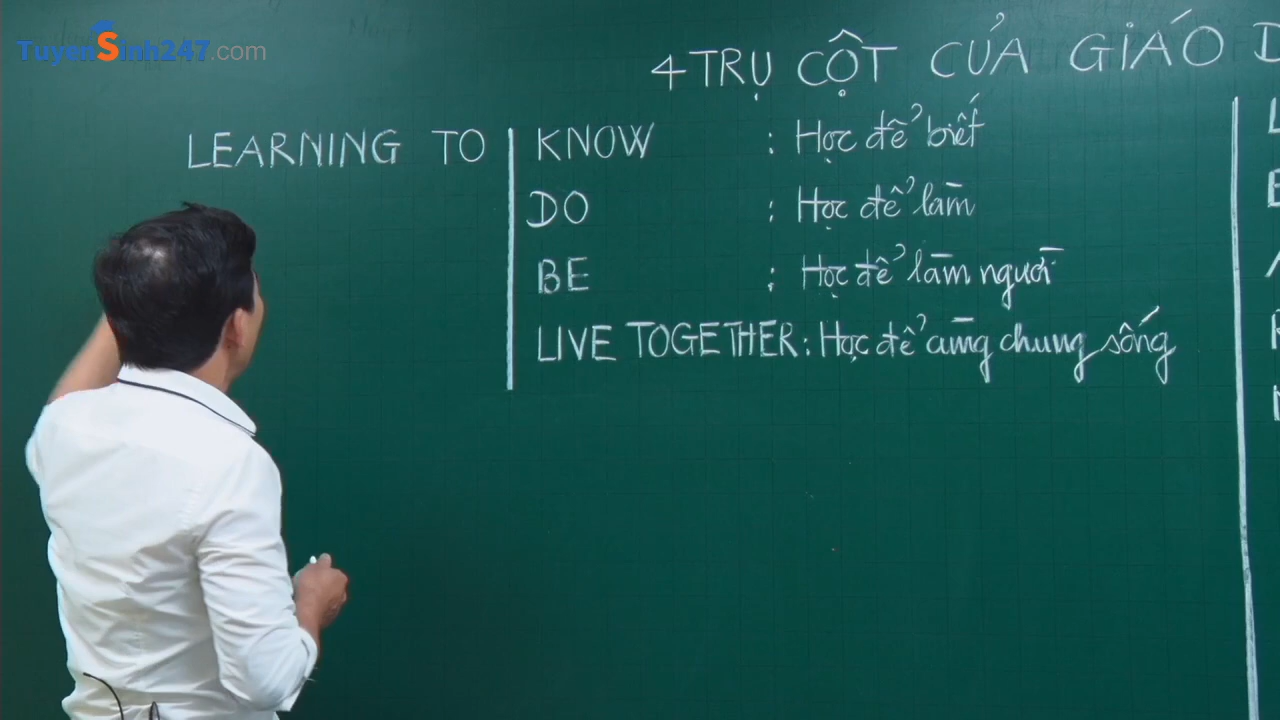 TuyenSinh247.com
4 TRỤ CỘT CỦA GIÁO D
LEARNING TO
KNOW : Học để biết
DO : Học để làm
BE : Học để làm người
LIVE TOGETHER : Học để cùng chung sống
L
E